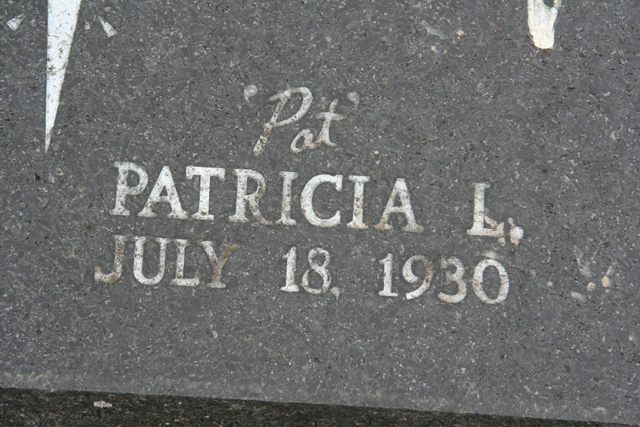 'Pat'
PATRICIA L.
JULY 18, 1930